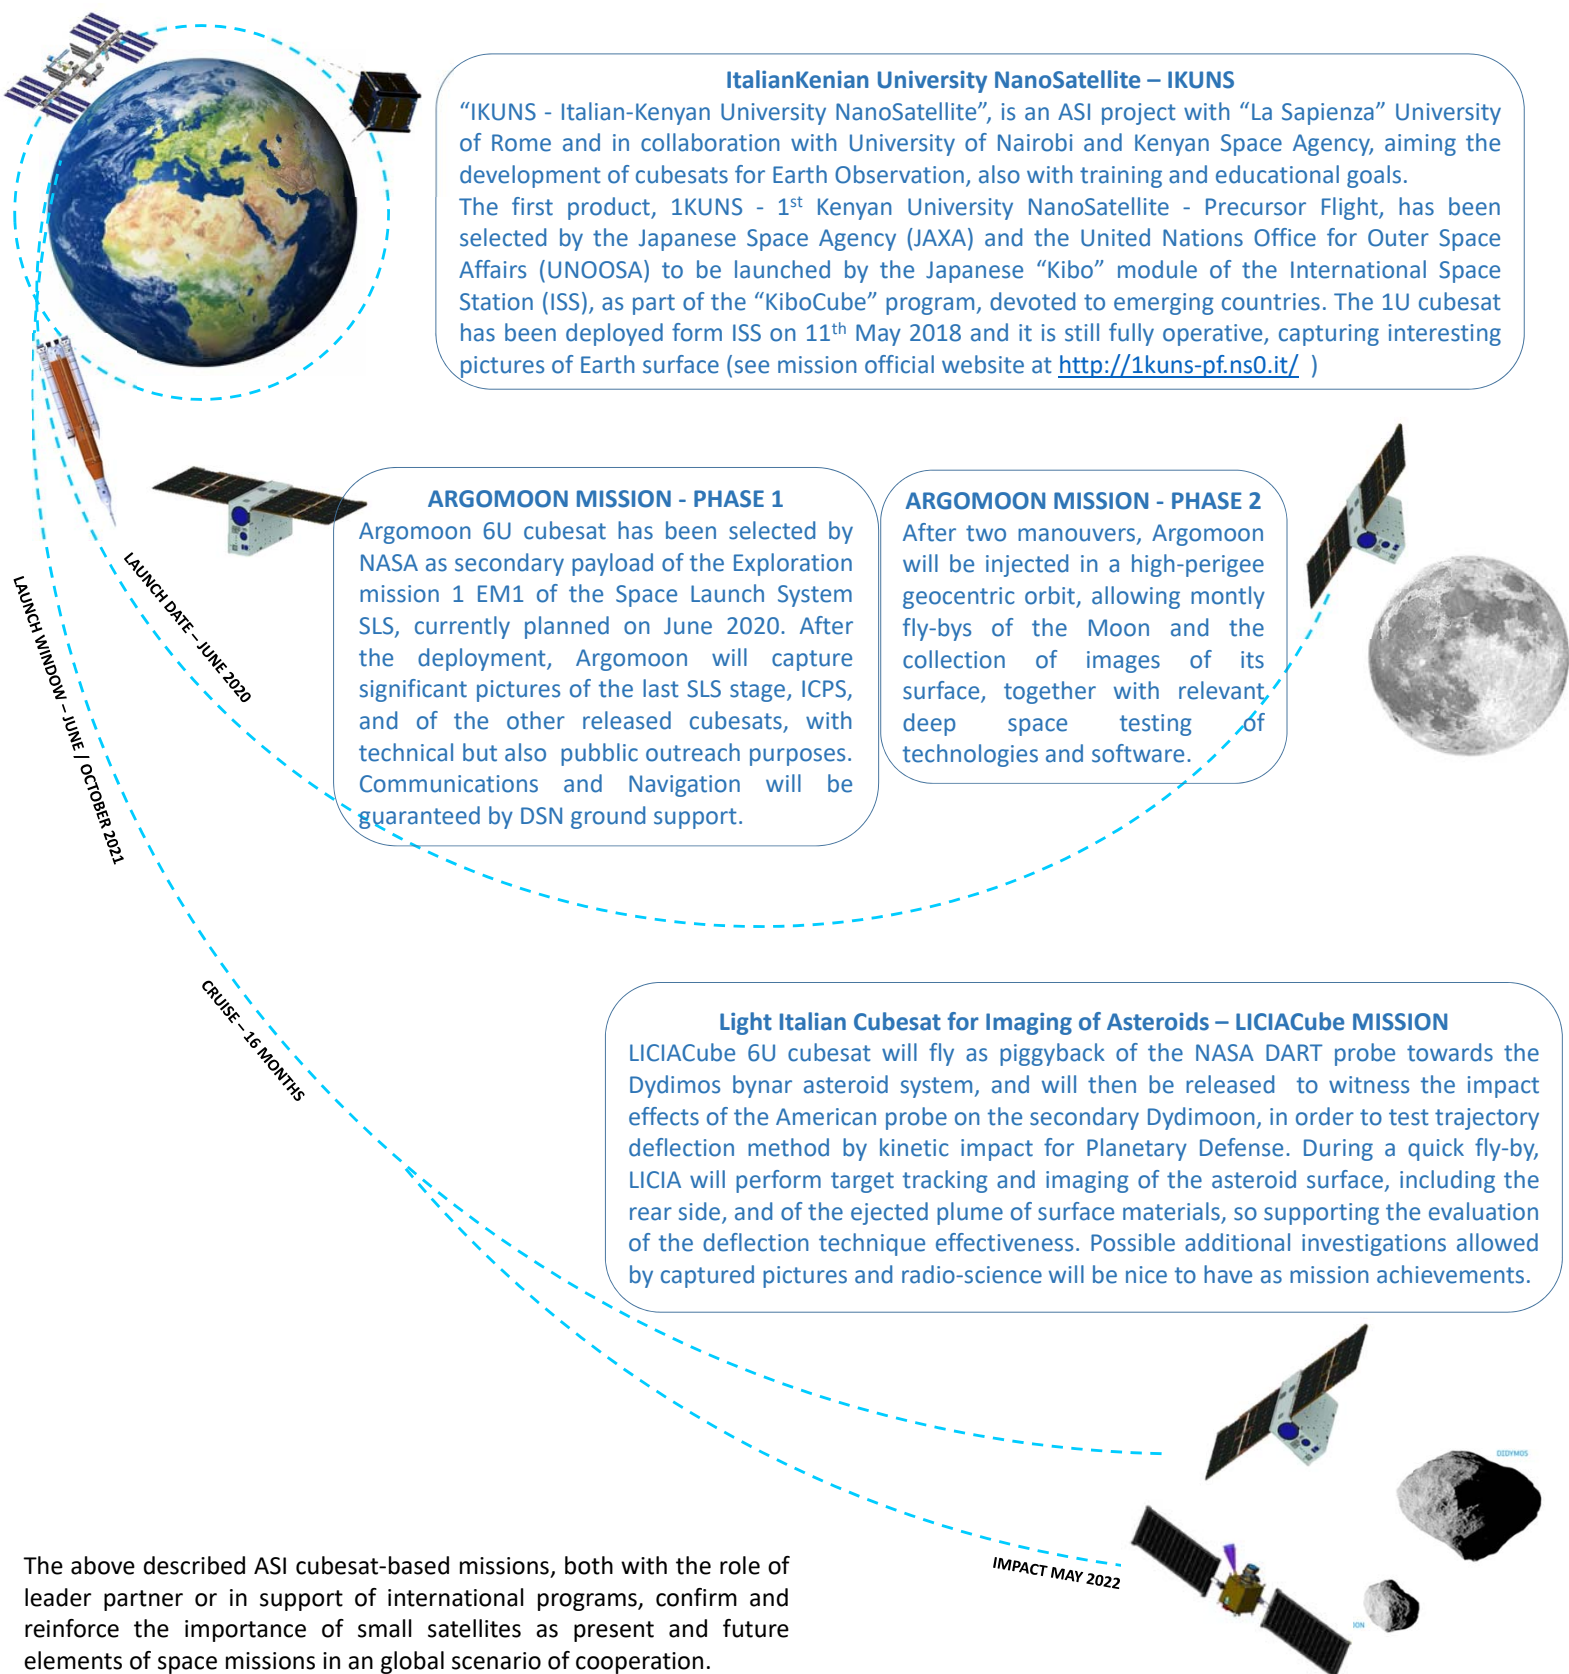 ItalianKenian University NanoSatellite – IKUNS
“IKUNS - Italian-Kenyan University NanoSatellite”, is an ASI project with “La Sapienza” University
of Rome and in collaboration with University of Nairobi and Kenyan Space Agency, aiming the
development of cubesats for Earth Observation, also with training and educational goals.
The first product, 1KUNS - 1st Kenyan University NanoSatellite - Precursor Flight, has been
selected by the Japanese Space Agency (JAXA) and the United Nations Office for Outer Space
Affairs (UNOOSA) to be launched by the Japanese “Kibo” module of the International Space
Station (ISS), as part of the “KiboCube” program, devoted to emerging countries. The 1U cubesat
has been deployed form ISS on 11th May 2018 and it is still fully operative, capturing interesting
pictures of Earth surface (see mission official website at http://1kuns-pf.ns0.it/ )
ARGOMOON MISSION - PHASE 1
Argomoon 6U cubesat has been selected by
NASA as secondary payload of the Exploration
mission 1 EM1 of the Space Launch System
SLS, currently planned on June 2020. After
the deployment, Argomoon will capture
significant pictures of the last SLS stage, ICPS,
and of the other released cubesats, with
technical but also pubblic outreach purposes.
Communications and Navigation will be
guaranteed by DSN ground support.
ARGOMOON MISSION - PHASE 2
After two manouvers, Argomoon
will be injected in a high-perigee
geocentric orbit, allowing montly
fly-bys of the Moon and the
collection of images of its
surface, together with relevant
deep space testing of
technologies and software.
LAUNCH DATE – JUNE 2020
LAUNCH WINDOW – JUNE / OCTOBER 2021
CRUISE – 16 MONTHS
Light Italian Cubesat for Imaging of Asteroids – LICIACube MISSION
LICIACube 6U cubesat will fly as piggyback of the NASA DART probe towards the
Dydimos bynar asteroid system, and will then be released to witness the impact
effects of the American probe on the secondary Dydimoon, in order to test trajectory
deflection method by kinetic impact for Planetary Defense. During a quick fly-by,
LICIA will perform target tracking and imaging of the asteroid surface, including the
rear side, and of the ejected plume of surface materials, so supporting the evaluation
of the deflection technique effectiveness. Possible additional investigations allowed
by captured pictures and radio-science will be nice to have as mission achievements.
DIDYMOS
IMPACT MAY 2022
ION
The above described ASI cubesat-based missions, both with the role of
leader partner or in support of international programs, confirm and
reinforce the importance of small satellites as present and future
elements of space missions in an global scenario of cooperation.